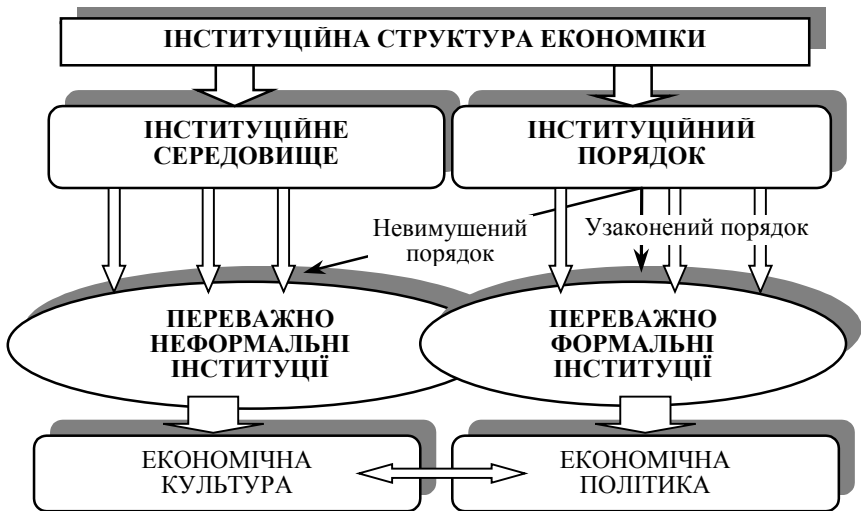 ІНСТИТУЦІЙНА СТРУКТУРА ЕКОНОМІКИ
ІНСТИТУЦІЙНЕ
СЕРЕДОВИЩЕ
ІНСТИТУЦІЙНИЙ
ПОРЯДОК
Невимушений
порядок
Узаконений порядок
ПЕРЕВАЖНО
НЕФОРМАЛЬНІ
ІНСТИТУЦІЇ
ПЕРЕВАЖНО
ФОРМАЛЬНІ
ІНСТИТУЦІЇ
ЕКОНОМІЧНА
КУЛЬТУРА
ЕКОНОМІЧНА
ПОЛІТИКА